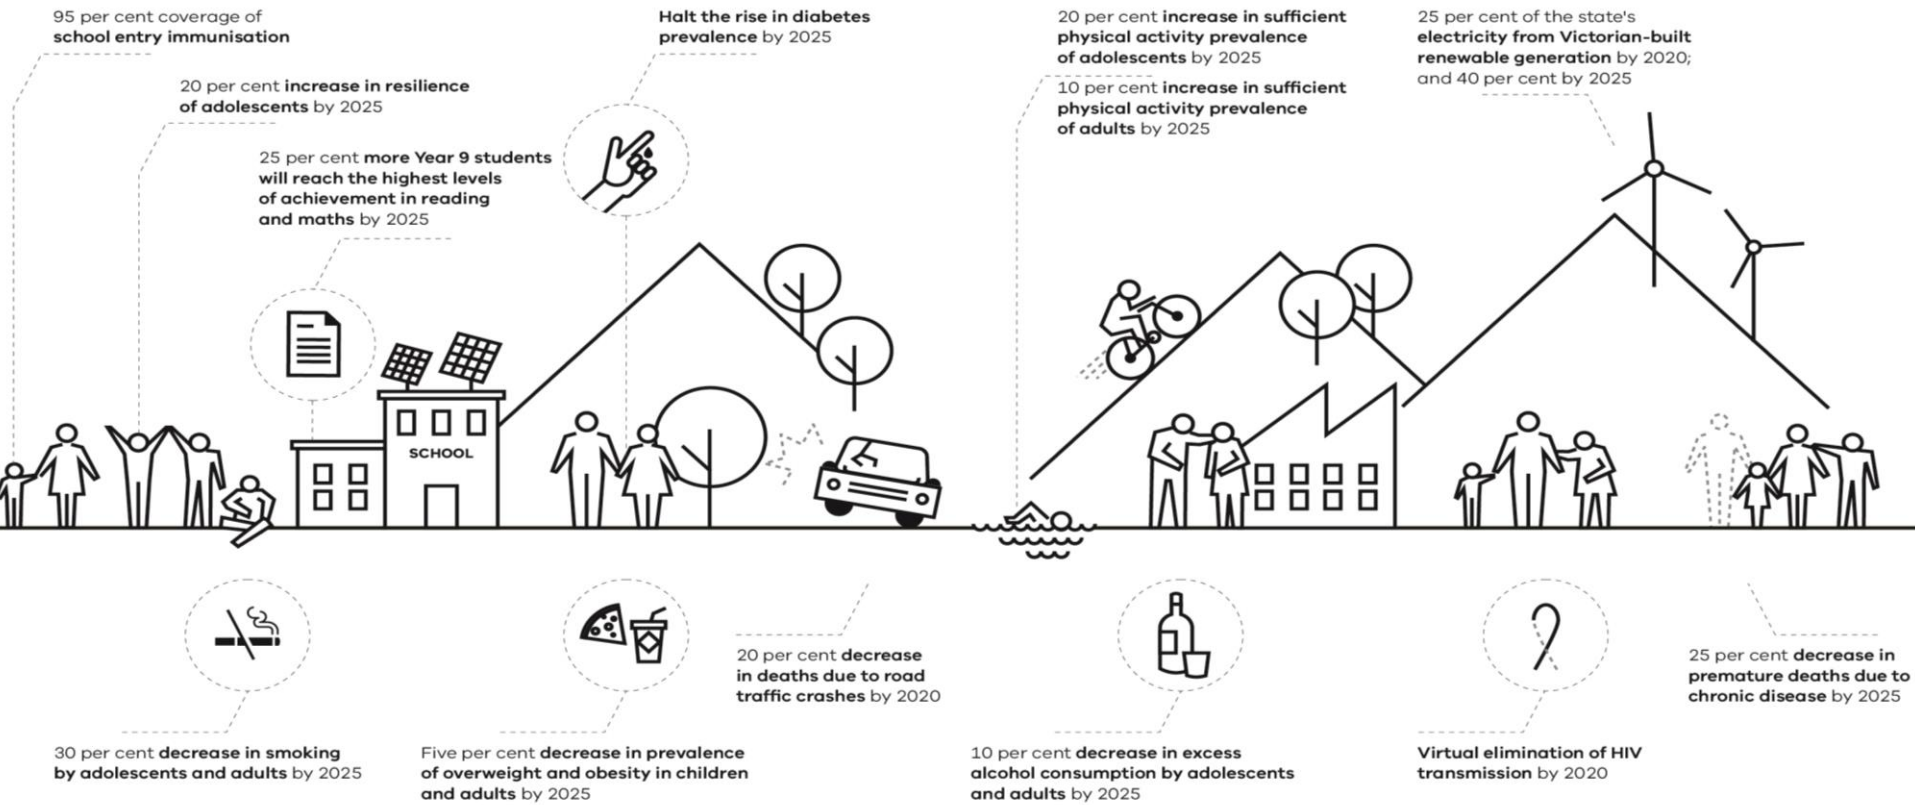 95 per cent coverage of
school entry immunisation
20 per cent increase in resilience
of adolescents by 2025
25 per cent more Year 9 students
will reach the highest levels
of achievement in reading
and maths by 2025
Halt the rise in diabetes
prevalence by 2025
20 per cent increase in sufficient
physical activity prevalence
of adolescents by 2025
10 per cent increase in sufficient
physical activity prevalence
of adults by 2025
25 per cent of the state's
electricity from Victorian-built
renewable generation by 2020;
and 40 per cent by 2025
SCHOOL
30 per cent decrease in smoking
by adolescents and adults by 2025
Five per cent decrease in prevalence
of overweight and obesity in children
and adults by 2025
20 per cent decrease
in deaths due to road
traffic crashes by 2020
10 per cent decrease in excess
alcohol consumption by adolescents
and adults by 2025
Virtual elimination of HIV
transmission by 2020
25 per cent decrease in
premature deaths due to
chronic disease by 2025